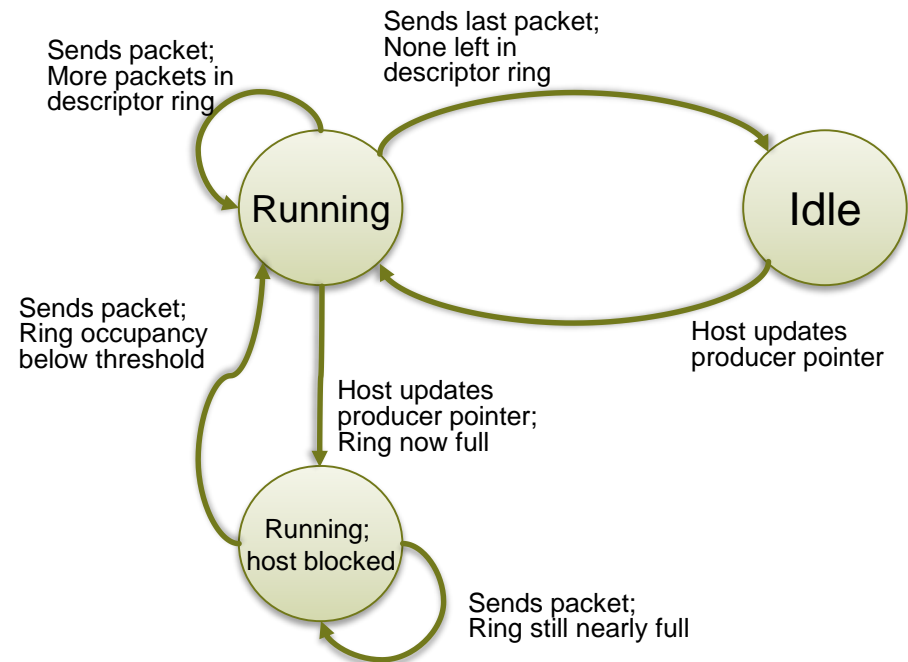 Sends packet;
More packets in
descriptor ring
Sends last packet;
None left in
descriptor ring
Running
Idle
Sends packet;
Ring occupancy
below threshold
Host updates
producer pointer
Host updates
producer pointer;
Ring now full
Running;
host blocked
Sends packet;
Ring still nearly full